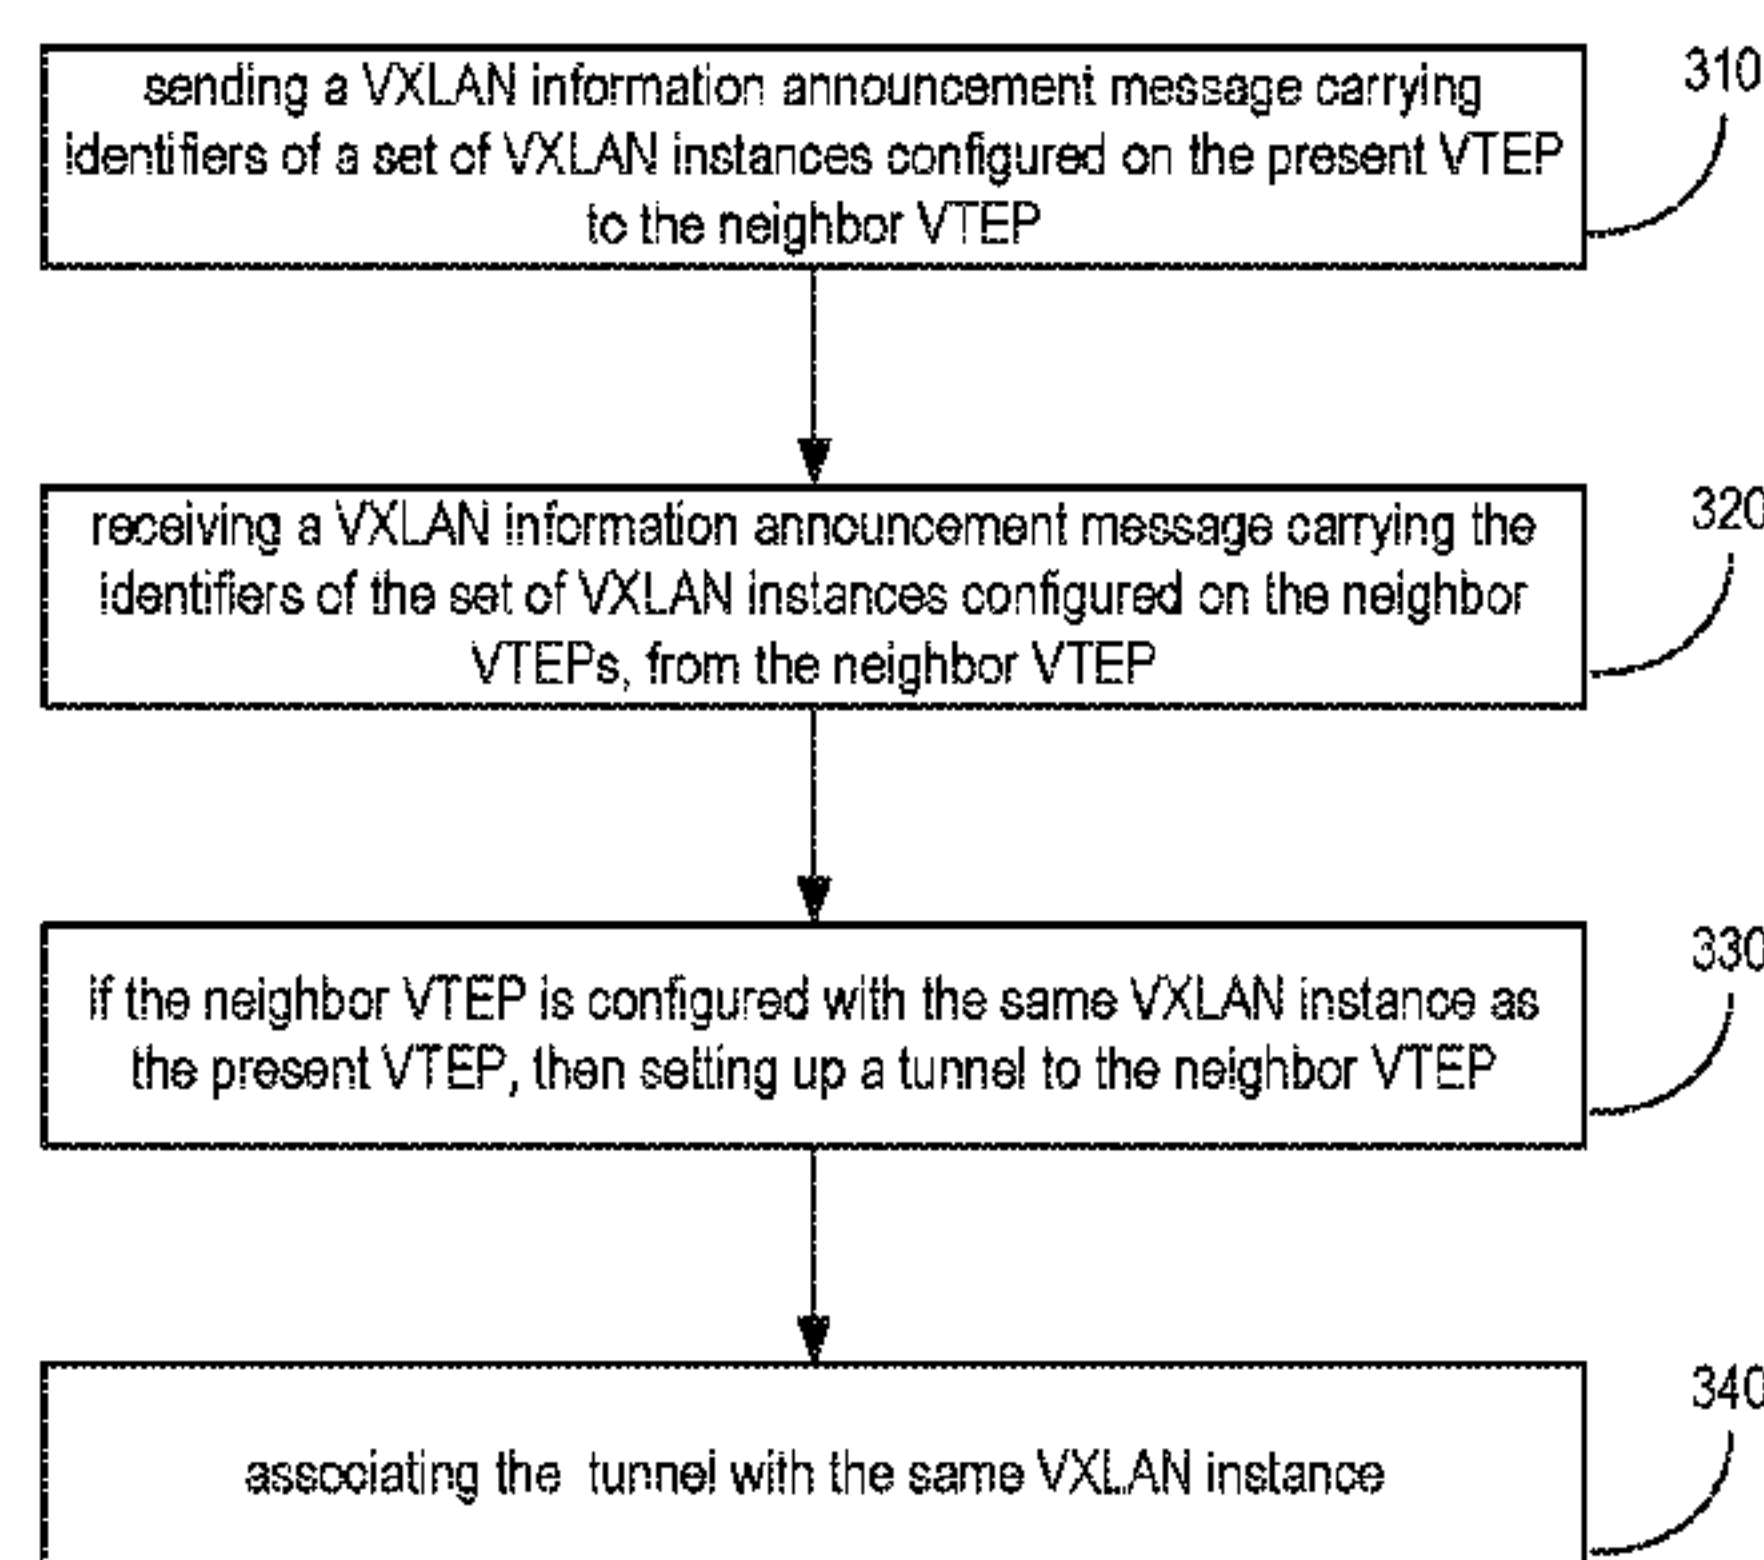 sending a VXLAN information announcement message carrying
identifiers of a set of VXLAN instances configured on the present VTEP
to the neighbor VTEP
310
receiving a VXLAN information announcement message carrying the
identifiers of the set of VXLAN instances configured on the neighbor
VTEPs, from the neighbor VTEP
320
if the neighbor VTEP is configured with the same VXLAN instance as
the present VTEP, then setting up a tunnel to the neighbor VTEP
330
associating the tunnel with the same VXLAN instance
340